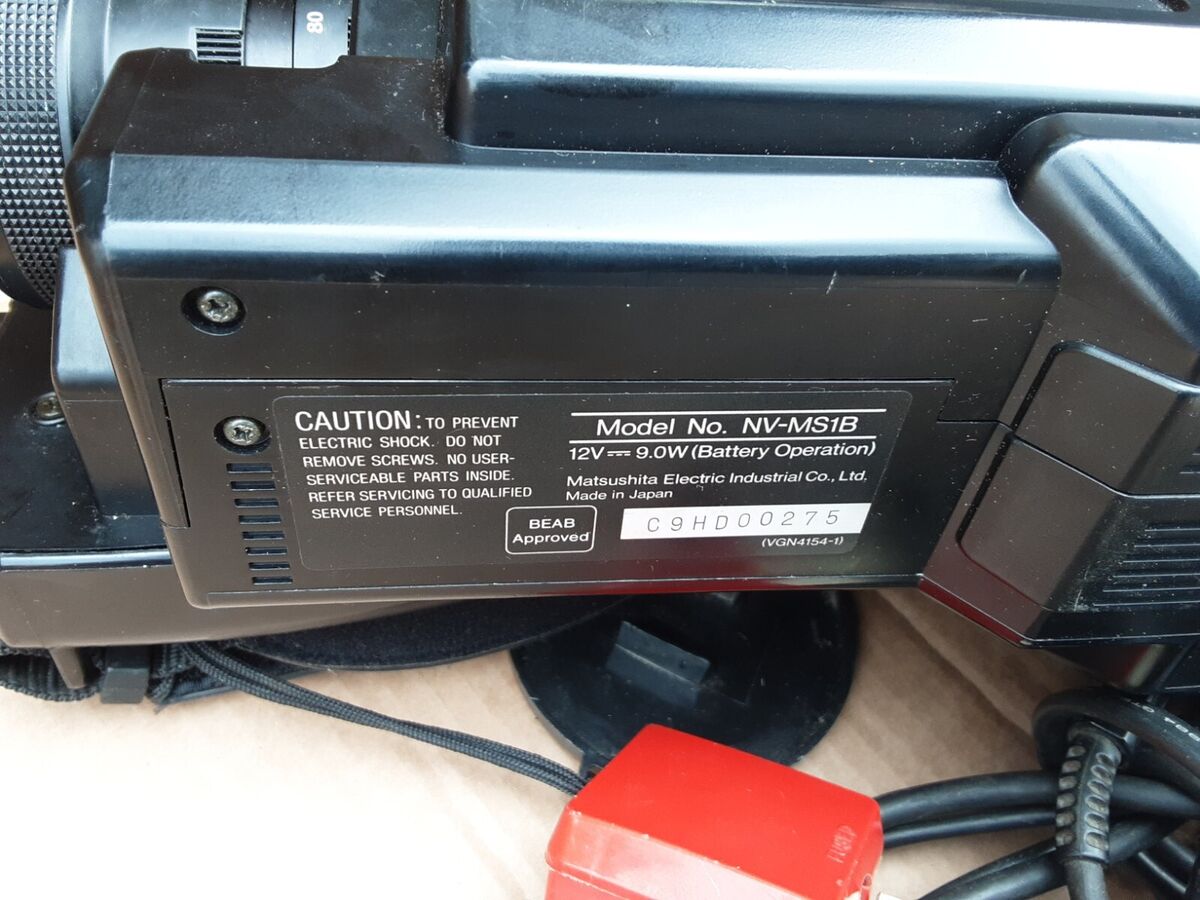 80
CAUTION: TO PREVENT
ELECTRIC SHOCK. DO NOT
REMOVE SCREWS. NO USER-
SERVICEABLE PARTS INSIDE.
REFER SERVICING TO QUALIFIED
SERVICE PERSONNEL.
BEAB
Approved
Model No. NV-MS1B
12V⎓ 9.0W (Battery Operation)
Matsushita Electric Industrial Co., Ltd.
Made in Japan
C9HD00275
(VGN4154-1)